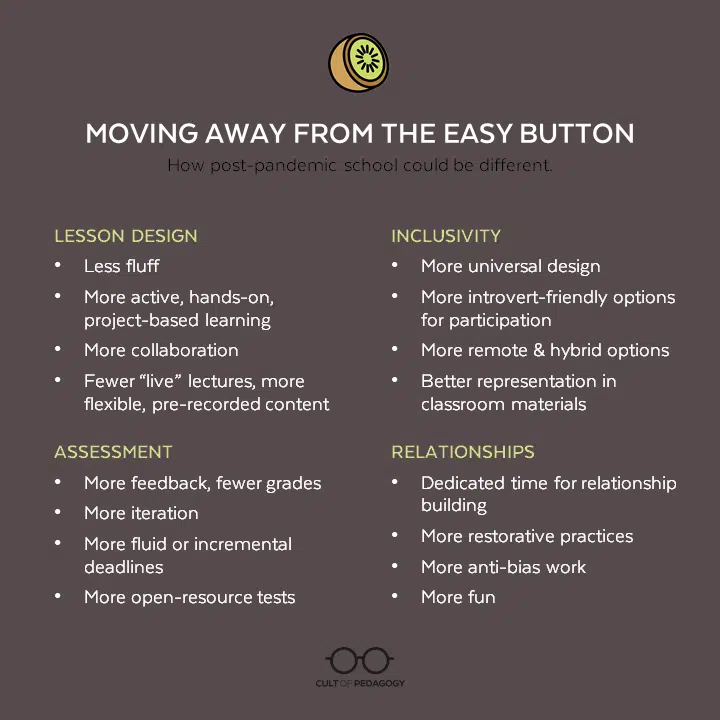 MOVING AWAY FROM THE EASY BUTTON
How post-pandemic school could be different.
LESSON DESIGN
• Less fluff
• More active, hands-on,
project-based learning
• More collaboration
• Fewer “live” lectures, more
flexible, pre-recorded content
ASSESSMENT
• More feedback, fewer grades
• More iteration
• More fluid or incremental
deadlines
• More open-resource tests
INCLUSIVITY
• More universal design
• More introvert-friendly options
for participation
• More remote & hybrid options
• Better representation in
classroom materials
RELATIONSHIPS
• Dedicated time for relationship
building
• More restorative practices
• More anti-bias work
• More fun
CULT OF PEDAGOGY